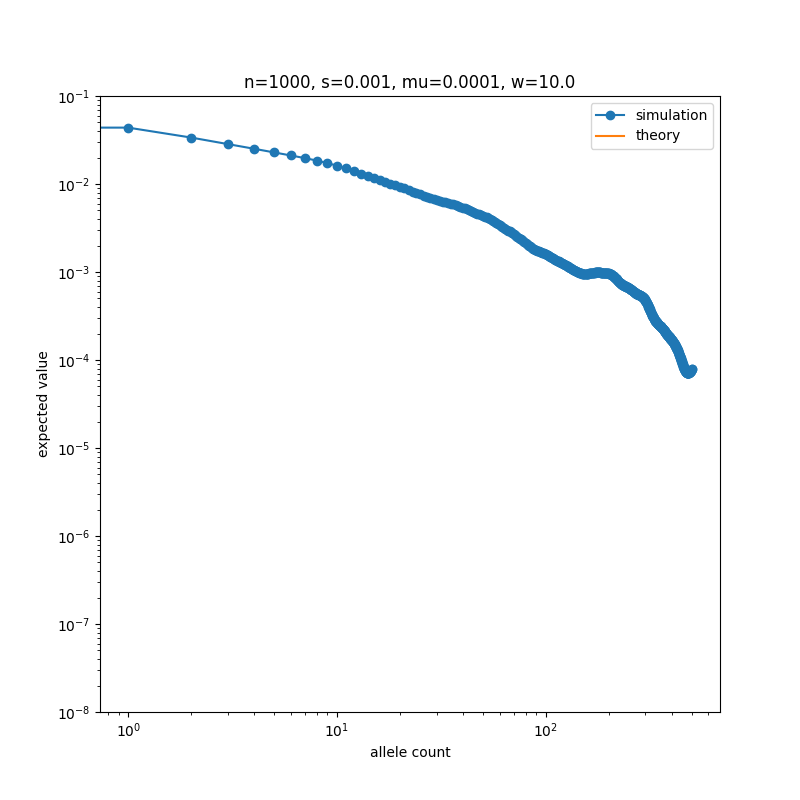 n=1000, s=0.001, mu=0.0001, w=10.0
simulation
theory
expected value
10⁻¹
10⁻²
10⁻³
10⁻⁴
10⁻⁵
10⁻⁶
10⁻⁷
10⁻⁸
10⁰ 10¹ 10²
allele count